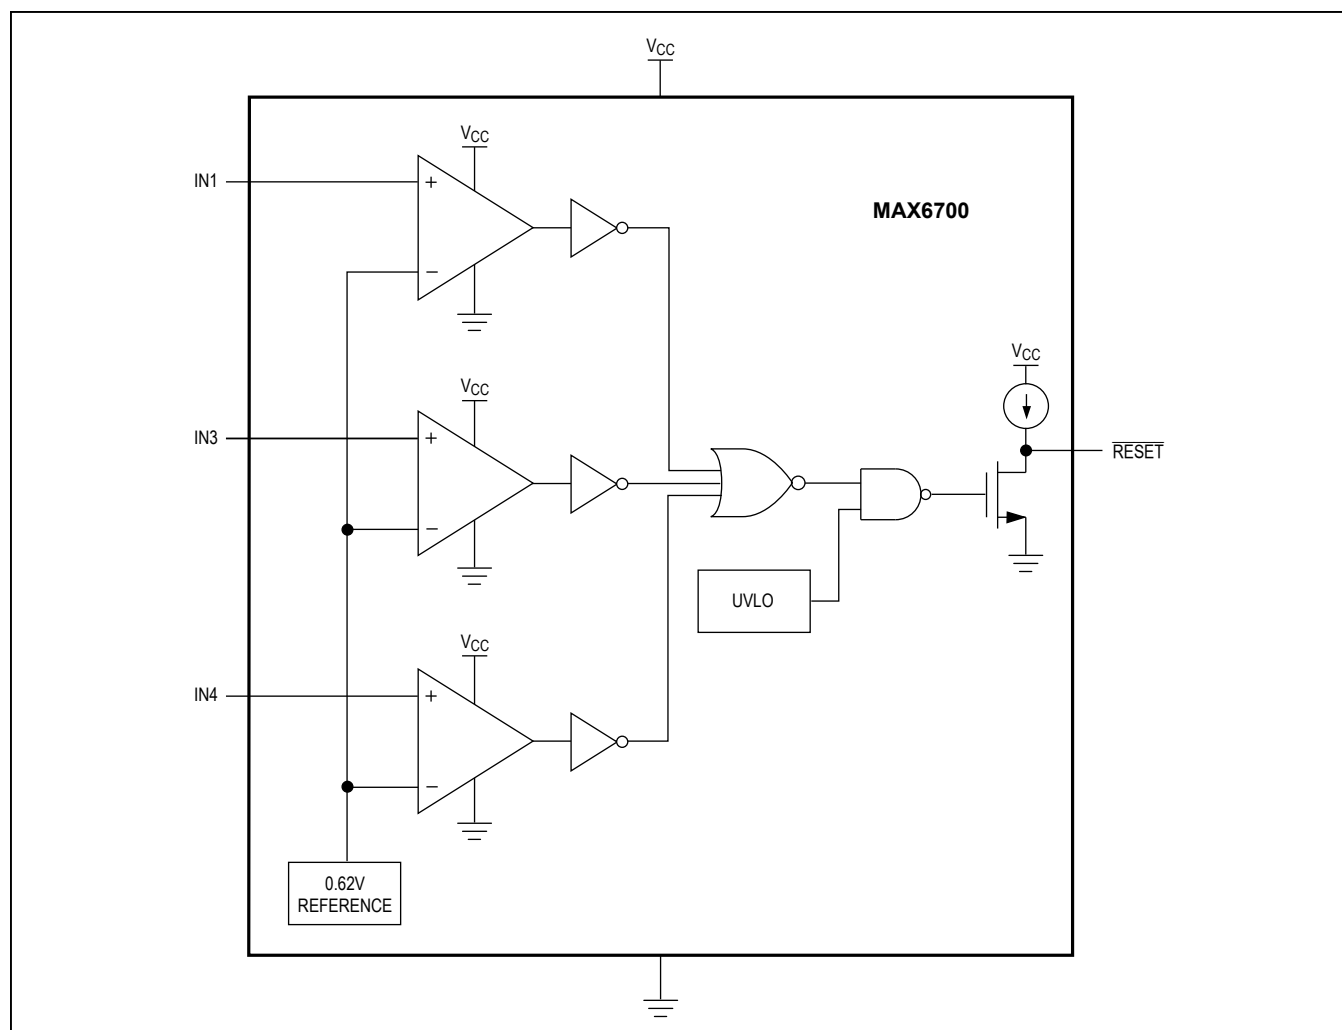 VCC
VCC
IN1
+
−
MAX6700
VCC
IN3
+
−
VCC
RESET
UVLO
VCC
IN4
+
−
0.62V
REFERENCE